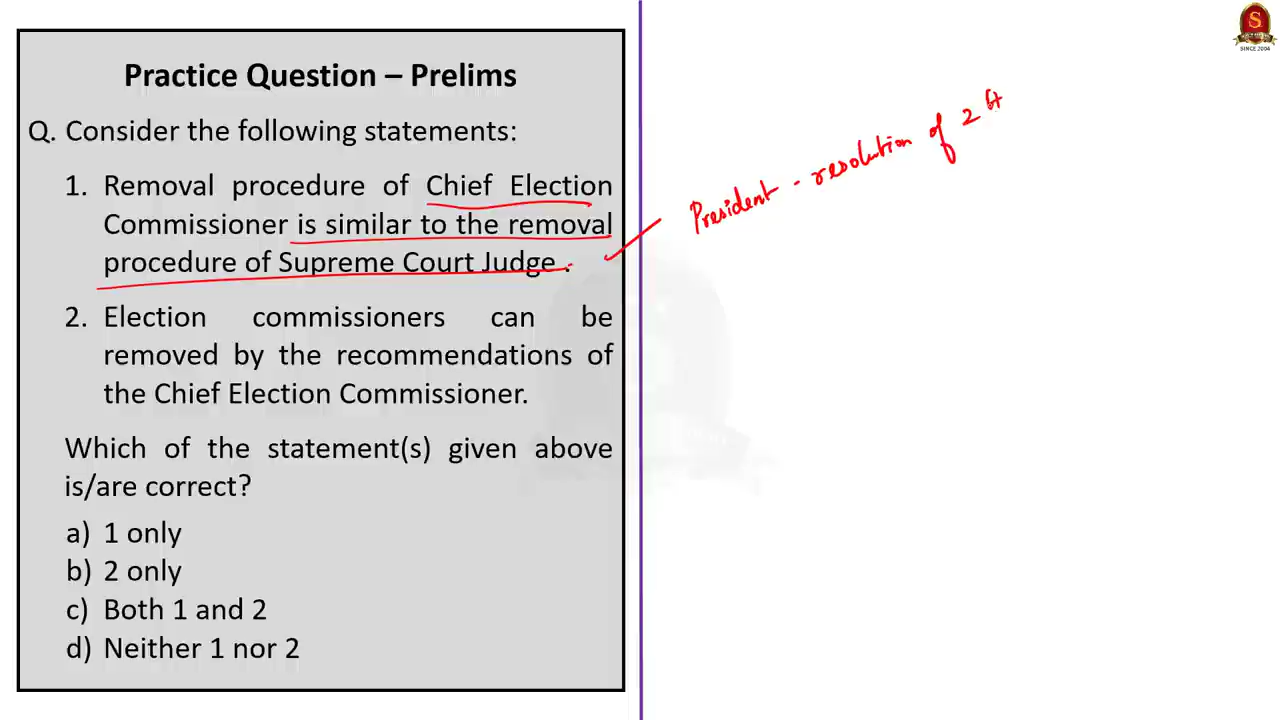 Practice Question – Prelims
Q. Consider the following statements:
1. Removal procedure of Chief Election
Commissioner is similar to the removal
procedure of Supreme Court Judge .
2. Election commissioners can be
removed by the recommendations of
the Chief Election Commissioner.
Which of the statement(s) given above
is/are correct?
a) 1 only
b) 2 only
c) Both 1 and 2
d) Neither 1 nor 2
President - resolution of 2
S
SINCE 2004